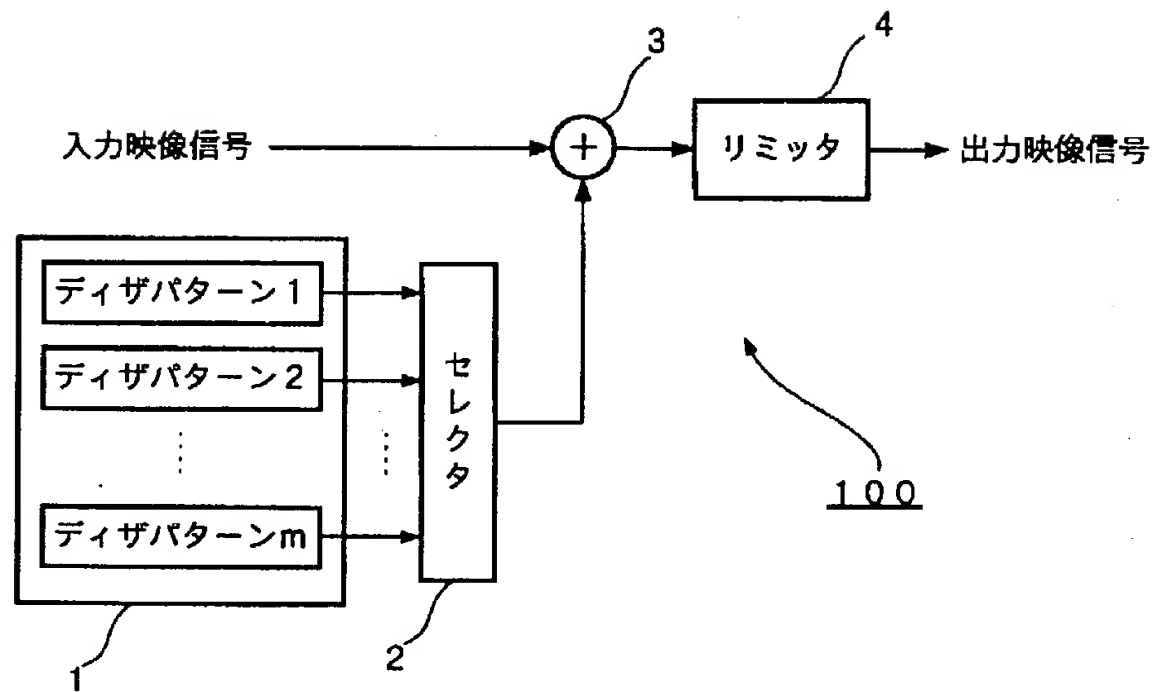 3
4
入力映像信号
+
リミッタ
出力映像信号
ディザパターン1
ディザパターン2
ディザパターンm
セレクタ
100
1
2